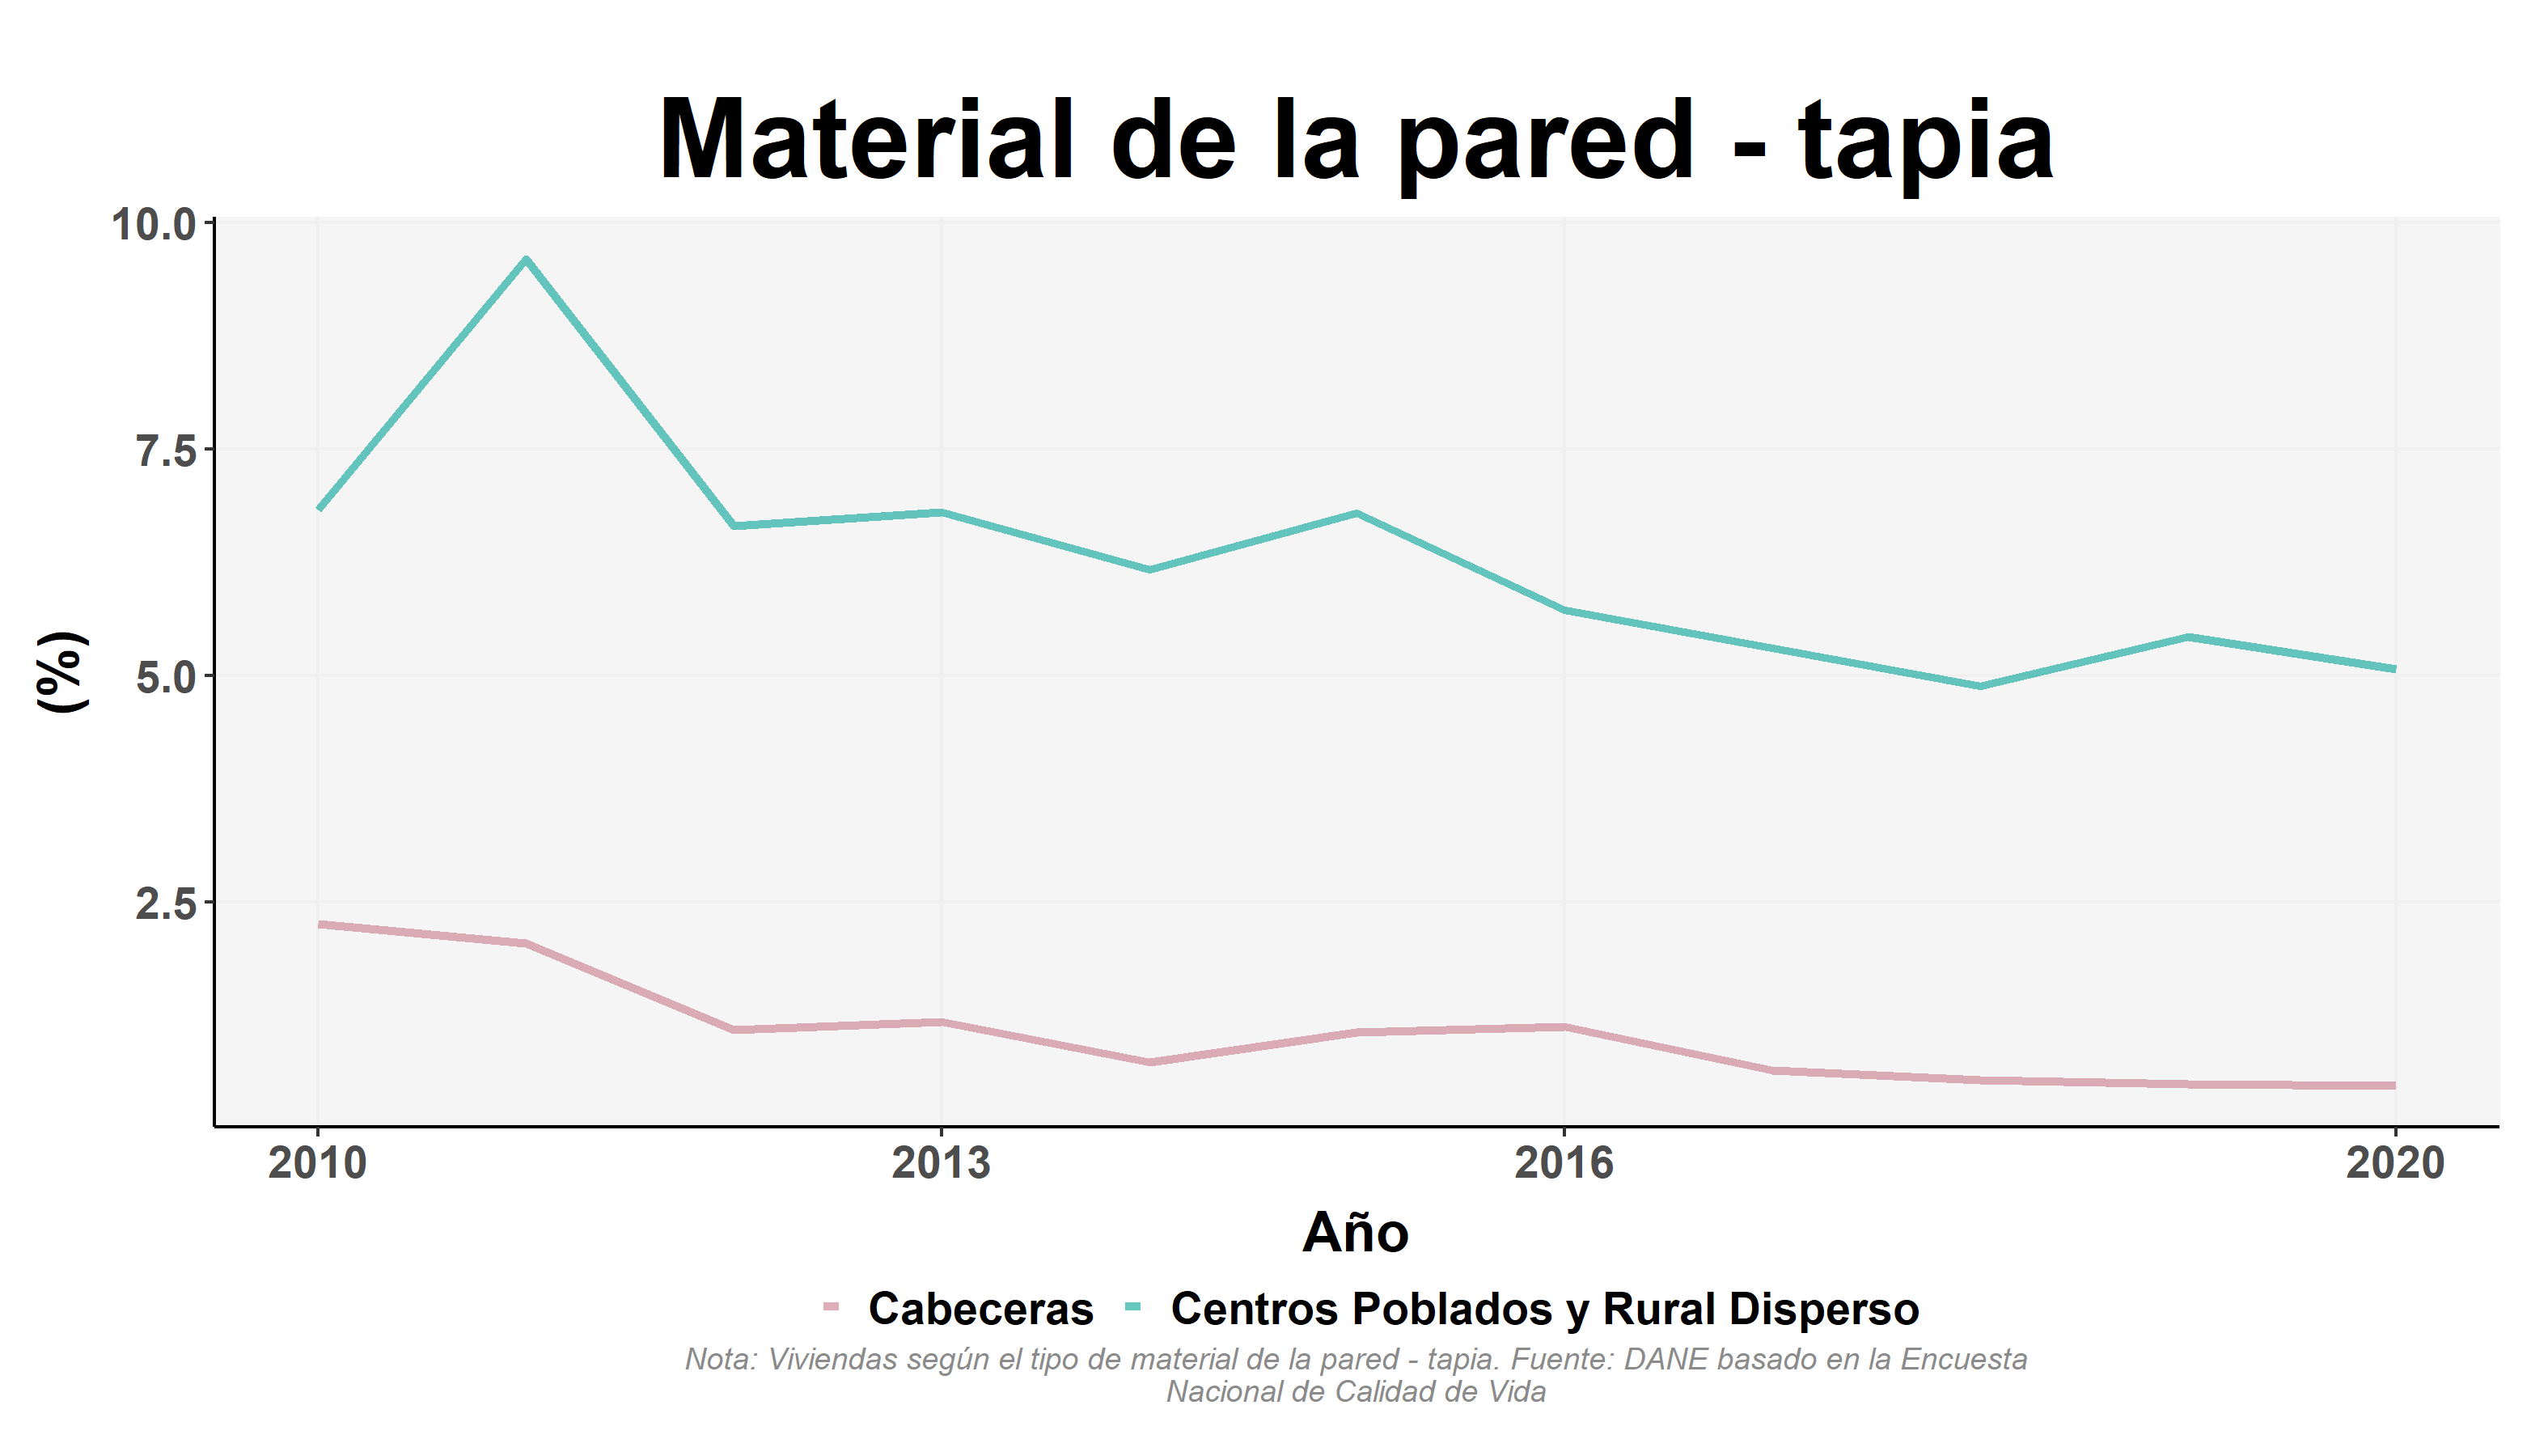 Material de la pared - tapia
10.0
7.5
5.0
2.5
(%)
2010 2013 2016 2020
Año
Cabeceras Centros Poblados y Rural Disperso
Nota: Viviendas según el tipo de material de la pared - tapia. Fuente: DANE basado en la Encuesta
Nacional de Calidad de Vida